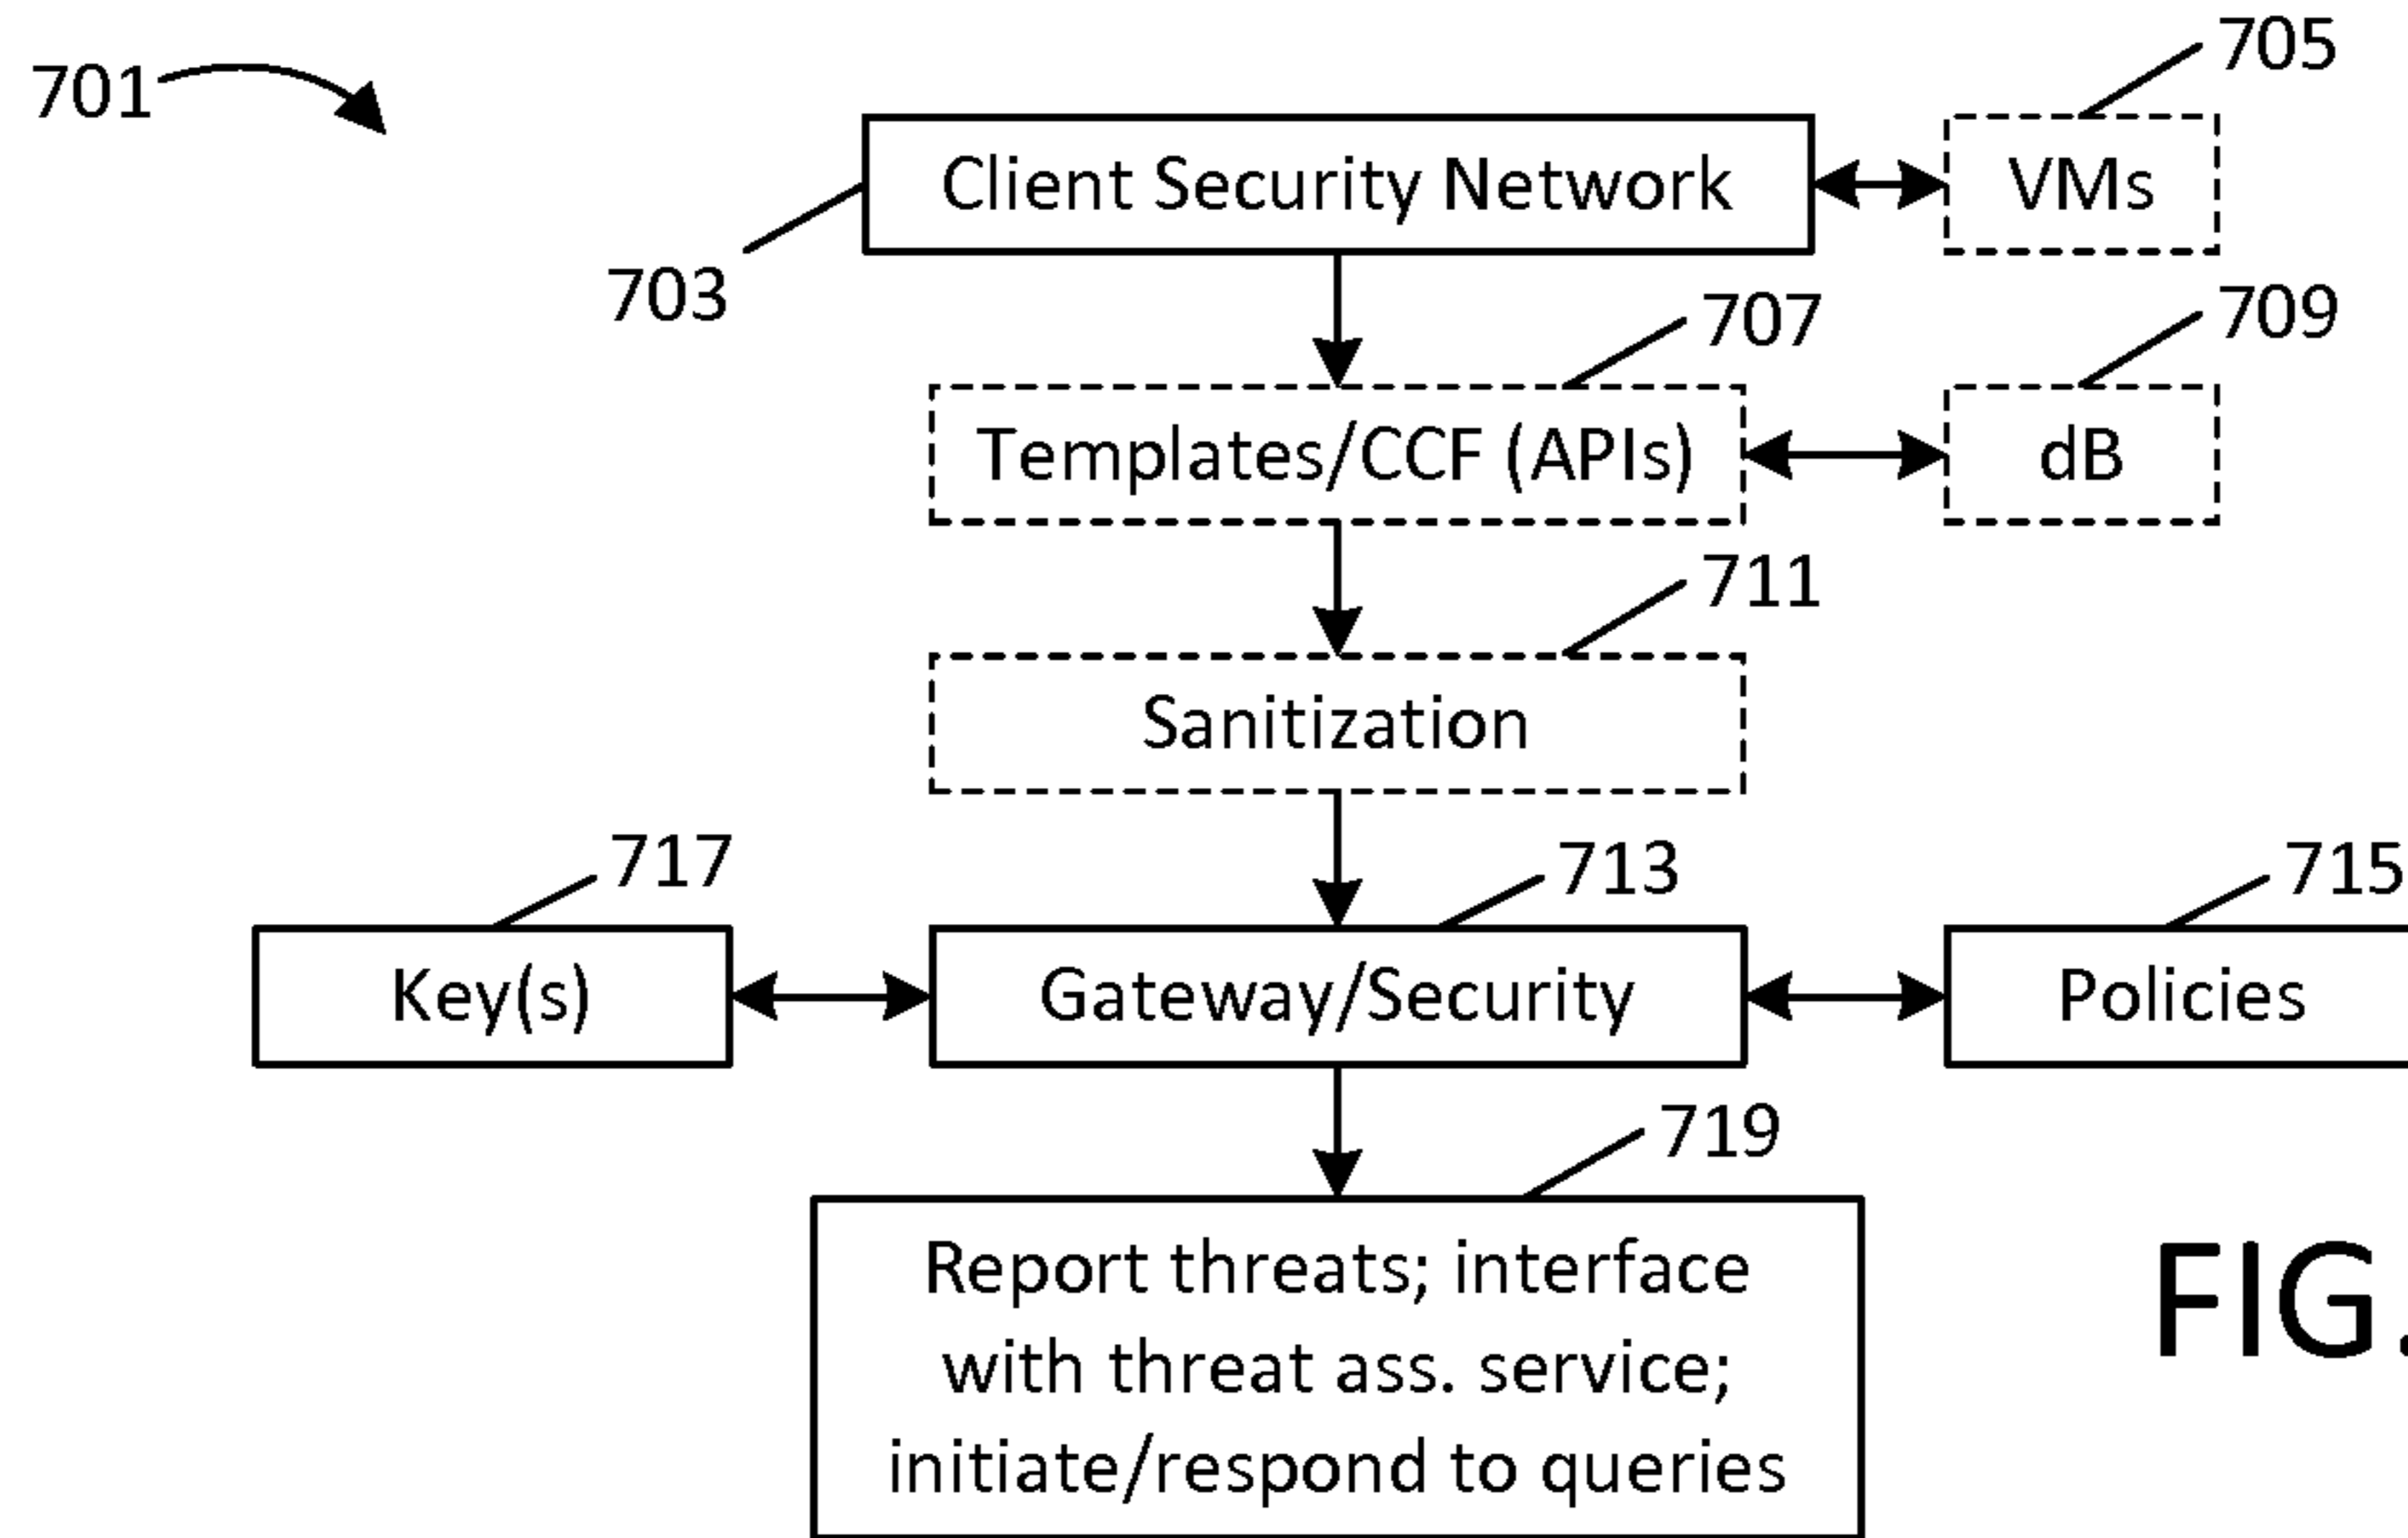 701
705
Client Security Network
VMs
703
707
709
Templates/CCF (APIs)
dB
711
Sanitization
717
713
715
Key(s)
Gateway/Security
Policies
719
Report threats; interface
with threat ass. service;
initiate/respond to queries
FIG.